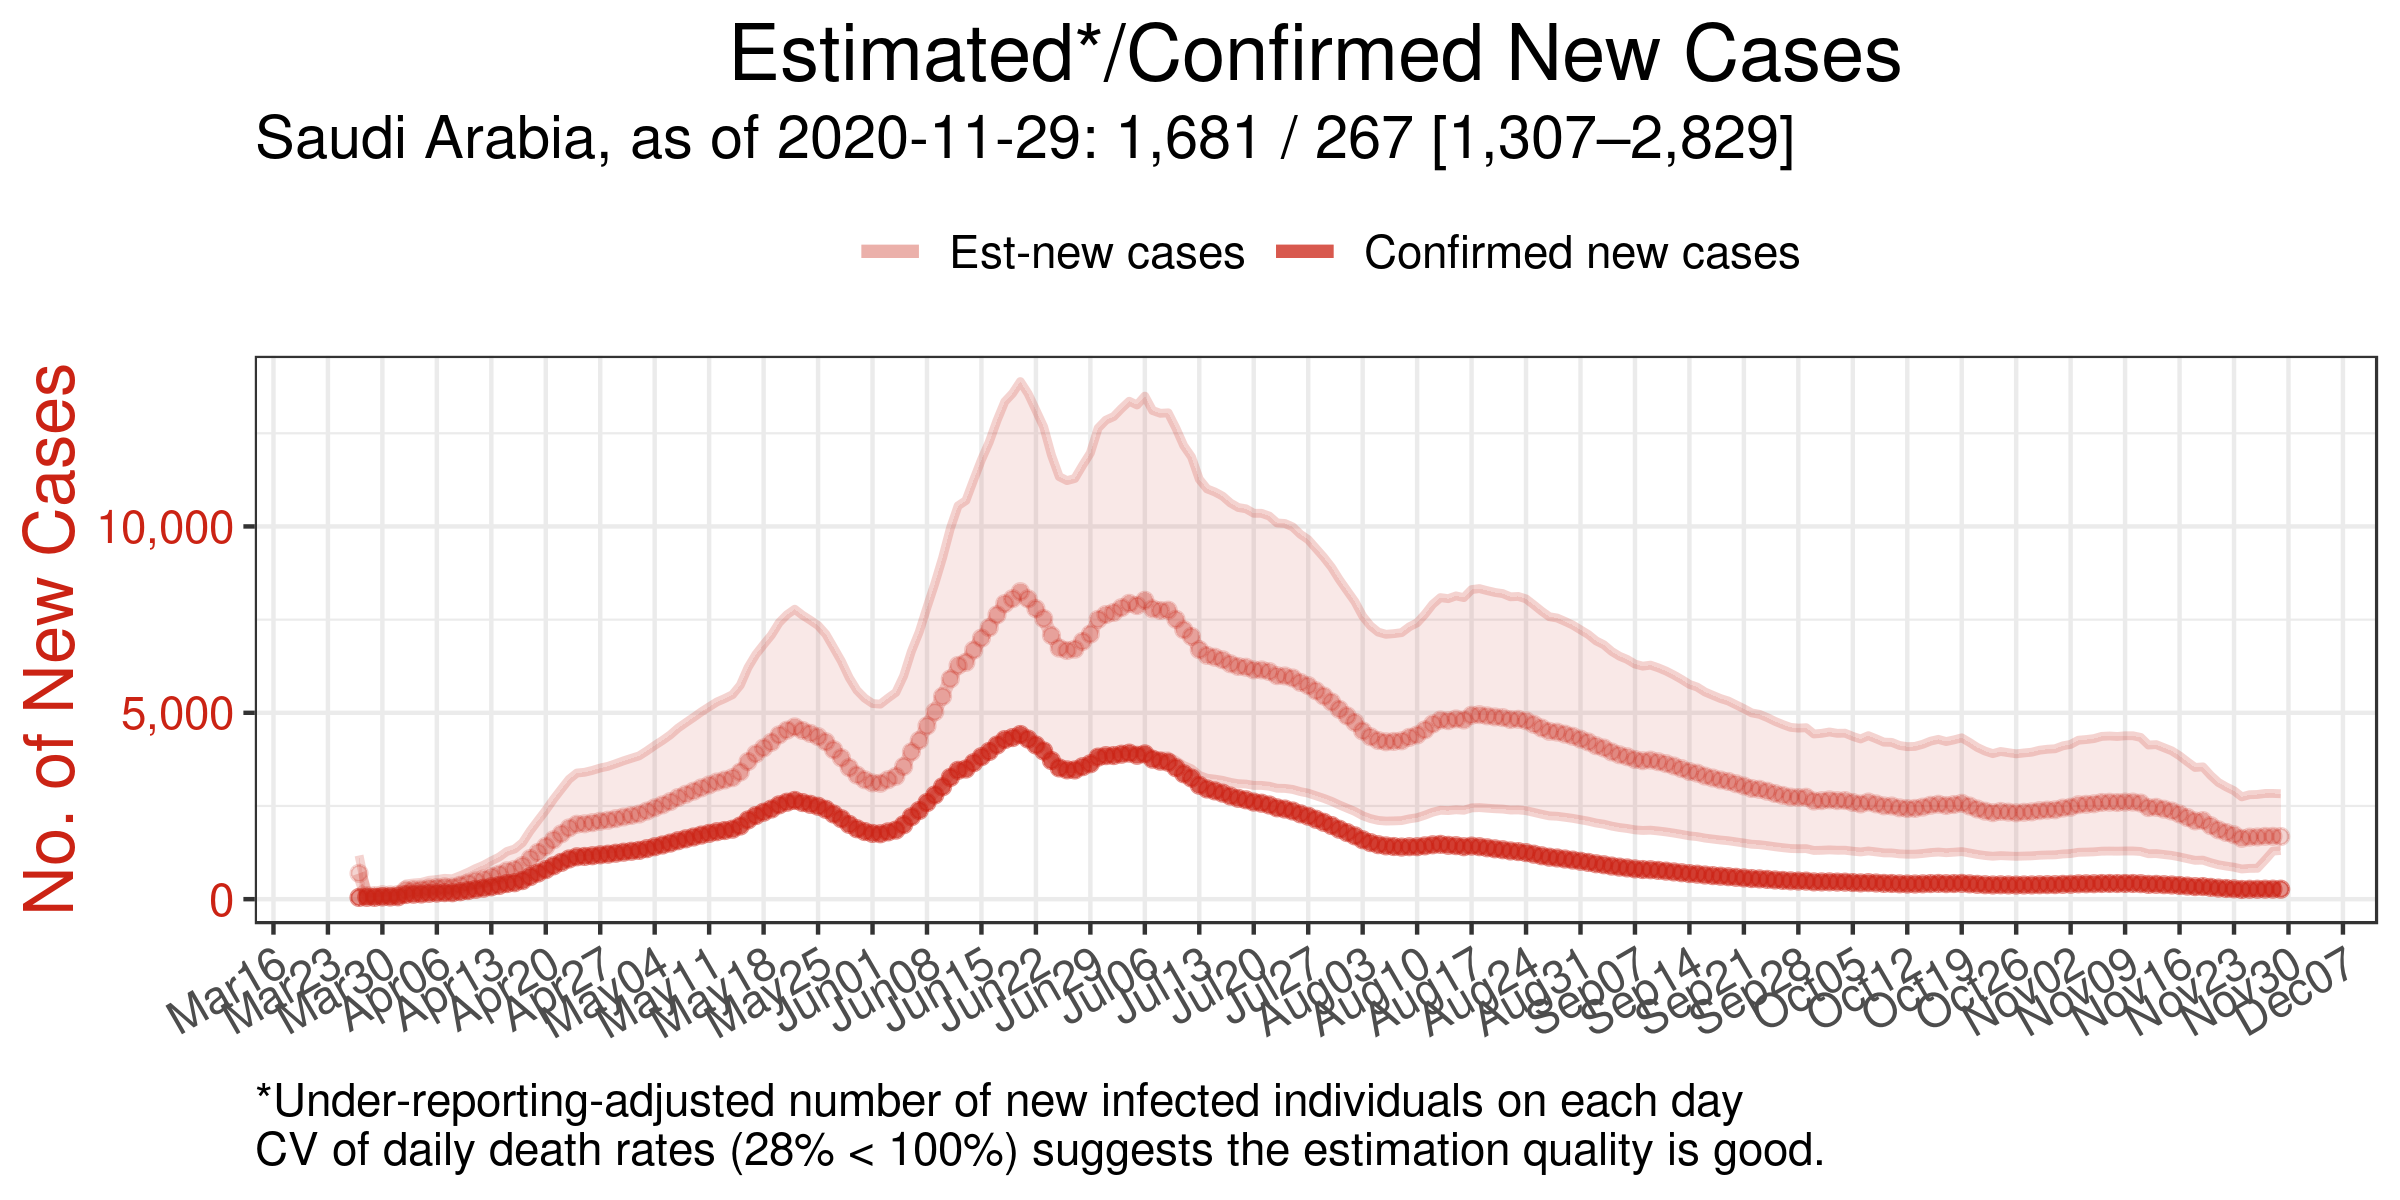 Estimated*/Confirmed New Cases
Saudi Arabia, as of 2020-11-29: 1,681 / 267 [1,307–2,829]
Est-new cases Confirmed new cases
No. of New Cases
10,000
5,000
0
Mar16 Mar23 Mar30 Apr06 Apr13 Apr20 Apr27 May04 May11 May18 May25 Jun01 Jun08 Jun15 Jun22 Jun29 Jul06 Jul13 Jul20 Jul27 Aug03 Aug10 Aug17 Aug24 Aug31 Sep07 Sep14 Sep21 Sep28 Oct05 Oct12 Oct19 Oct26 Nov02 Nov09 Nov16 Nov23 Nov30 Dec07
*Under-reporting-adjusted number of new infected individuals on each day
CV of daily death rates (28% < 100%) suggests the estimation quality is good.